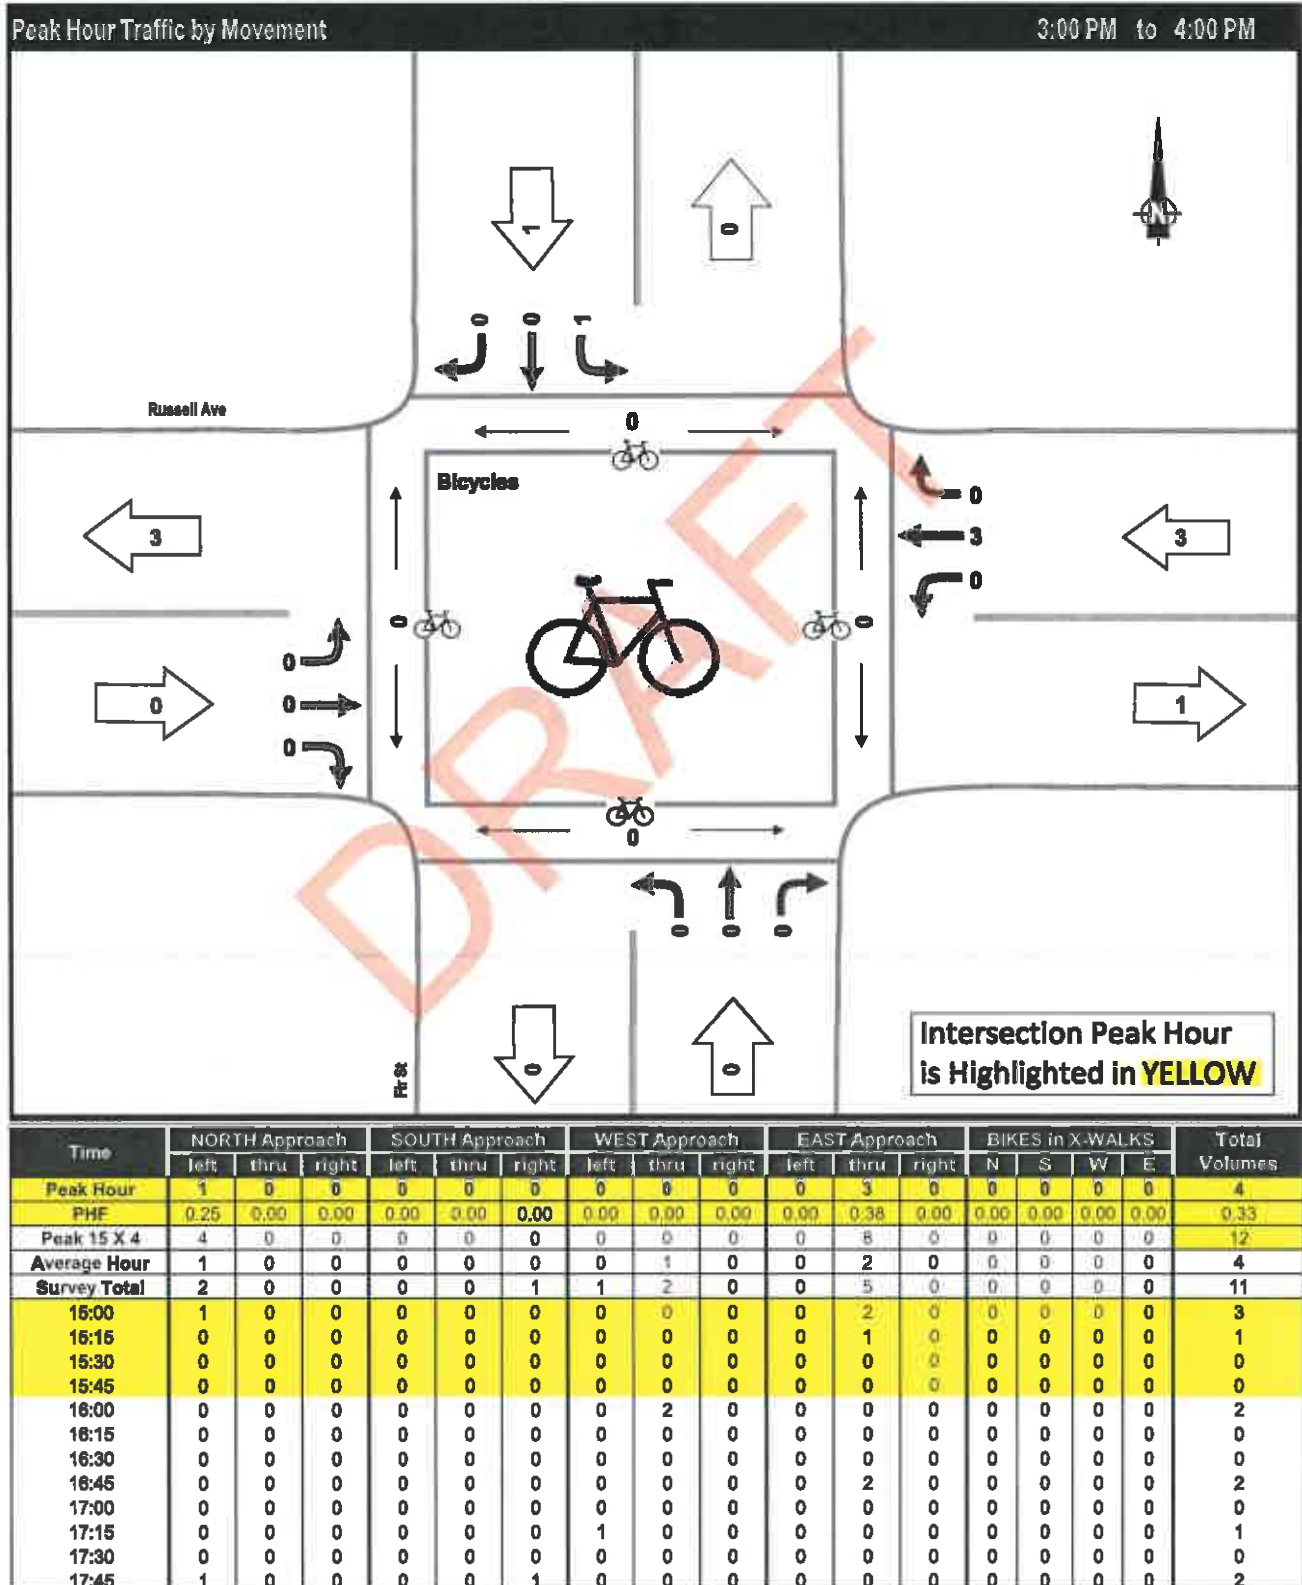 Peak Hour Traffic by Movement 3:00 PM to 4:00 PM
1 0
N
0 0 1
Russell Ave
0
Bicycles
0
3 3 3
0
0 0
0
0 0 1
0
0
0 0 0
DRAFT
Fir St
0 0
Intersection Peak Hour
is Highlighted in YELLOW
Time NORTH Approach SOUTH Approach WEST Approach EAST Approach BIKES in X-WALKS Total Volumes
left thru right left thru right left thru right left thru right N S W E
Peak Hour 1 0 0 0 0 0 0 0 0 0 3 0 0 0 0 0 4
PHF 0.25 0.00 0.00 0.00 0.00 0.00 0.00 0.00 0.00 0.00 0.38 0.00 0.00 0.00 0.00 0.00 0.33
Peak 15 X 4 4 0 0 0 0 0 0 0 0 0 8 0 0 0 0 0 12
Average Hour 1 0 0 0 0 0 0 1 0 0 2 0 0 0 0 0 4
Survey Total 2 0 0 0 0 1 1 2 0 0 5 0 0 0 0 0 11
15:00 1 0 0 0 0 0 0 0 0 0 2 0 0 0 0 0 3
15:15 0 0 0 0 0 0 0 0 0 0 1 0 0 0 0 0 1
15:30 0 0 0 0 0 0 0 0 0 0 0 0 0 0 0 0 0
15:45 0 0 0 0 0 0 0 0 0 0 0 0 0 0 0 0 0
16:00 0 0 0 0 0 0 0 2 0 0 0 0 0 0 0 0 2
16:15 0 0 0 0 0 0 0 0 0 0 0 0 0 0 0 0 0
16:30 0 0 0 0 0 0 0 0 0 0 0 0 0 0 0 0 0
16:45 0 0 0 0 0 0 0 0 0 0 2 0 0 0 0 0 2
17:00 0 0 0 0 0 0 0 0 0 0 0 0 0 0 0 0 0
17:15 0 0 0 0 0 0 1 0 0 0 0 0 0 0 0 0 1
17:30 0 0 0 0 0 0 0 0 0 0 0 0 0 0 0 0 0
17:45 1 0 0 0 0 1 0 0 0 0 0 0 0 0 0 0 2